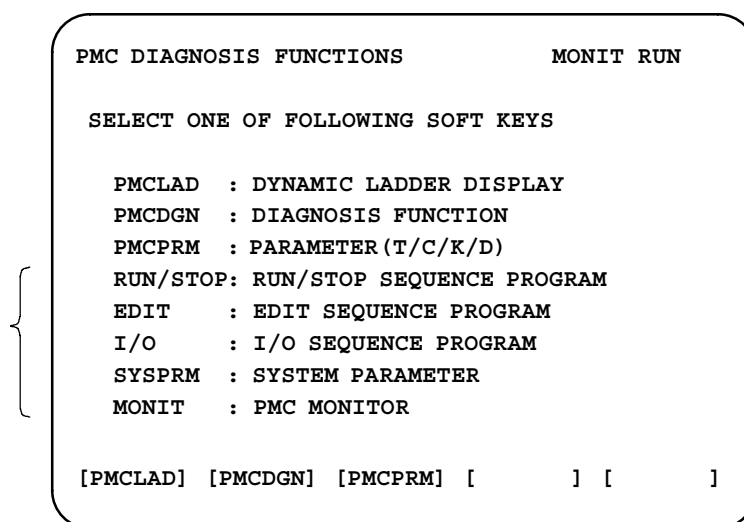 PMC DIAGNOSIS FUNCTIONS MONIT RUN
SELECT ONE OF FOLLOWING SOFT KEYS
PMCLAD : DYNAMIC LADDER DISPLAY
PMCDGN : DIAGNOSIS FUNCTION
PMCPRM : PARAMETER(T/C/K/D)
RUN/STOP: RUN/STOP SEQUENCE PROGRAM
EDIT : EDIT SEQUENCE PROGRAM
I/O : I/O SEQUENCE PROGRAM
SYSPRM : SYSTEM PARAMETER
MONIT : PMC MONITOR
[PMCLAD] [PMCDGN] [PMCPRM] [ ] [ ]